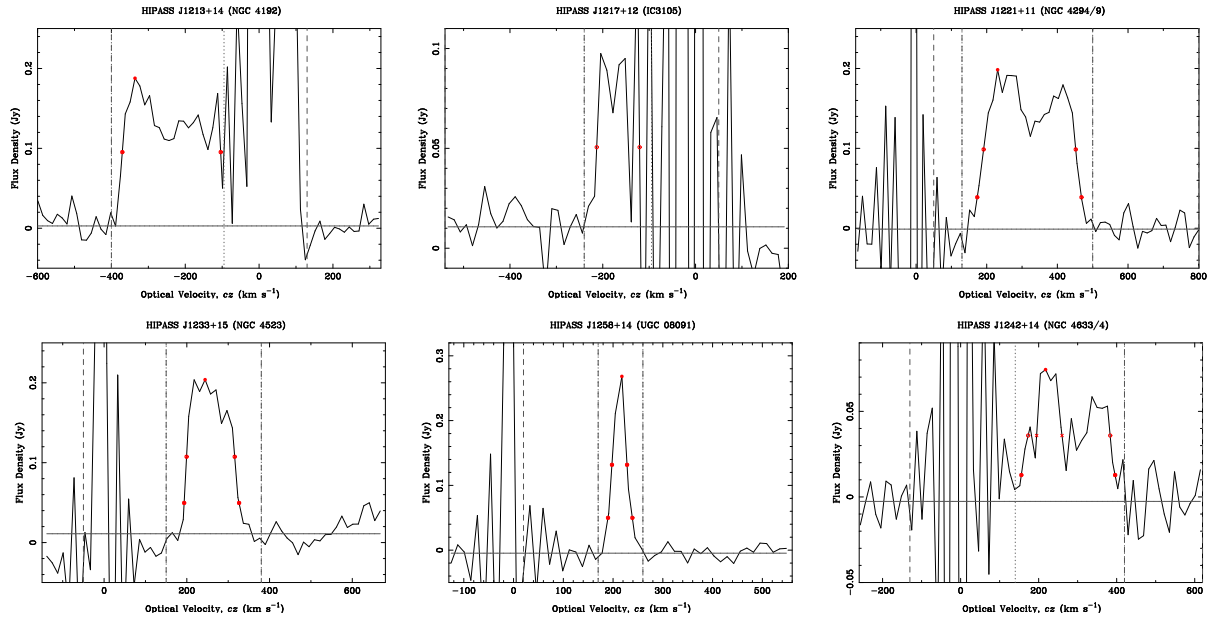 HIPASS J1213+14 (NGC 4192)
Flux Density (Jy)
0.2
0.1
0
−600 −400 −200 0 200
Optical Velocity, cz (km s⁻¹)
HIPASS J1217+12 (IC3105)
Flux Density (Jy)
0.1
0.05
0
−400 −200 0 200
Optical Velocity, cz (km s⁻¹)
HIPASS J1221+11 (NGC 4294/9)
Flux Density (Jy)
0.2
0.1
0
0 200 400 600 800
Optical Velocity, cz (km s⁻¹)
HIPASS J1233+15 (NGC 4523)
Flux Density (Jy)
0.2
0.1
0
0 200 400 600
Optical Velocity, cz (km s⁻¹)
HIPASS J1258+14 (UGC 08091)
Flux Density (Jy)
0.3
0.2
0.1
0
−100 0 100 200 300 400 500
Optical Velocity, cz (km s⁻¹)
HIPASS J1242+14 (NGC 4633/4)
Flux Density (Jy)
0.05
0
−0.05
−200 0 200 400 600
Optical Velocity, cz (km s⁻¹)